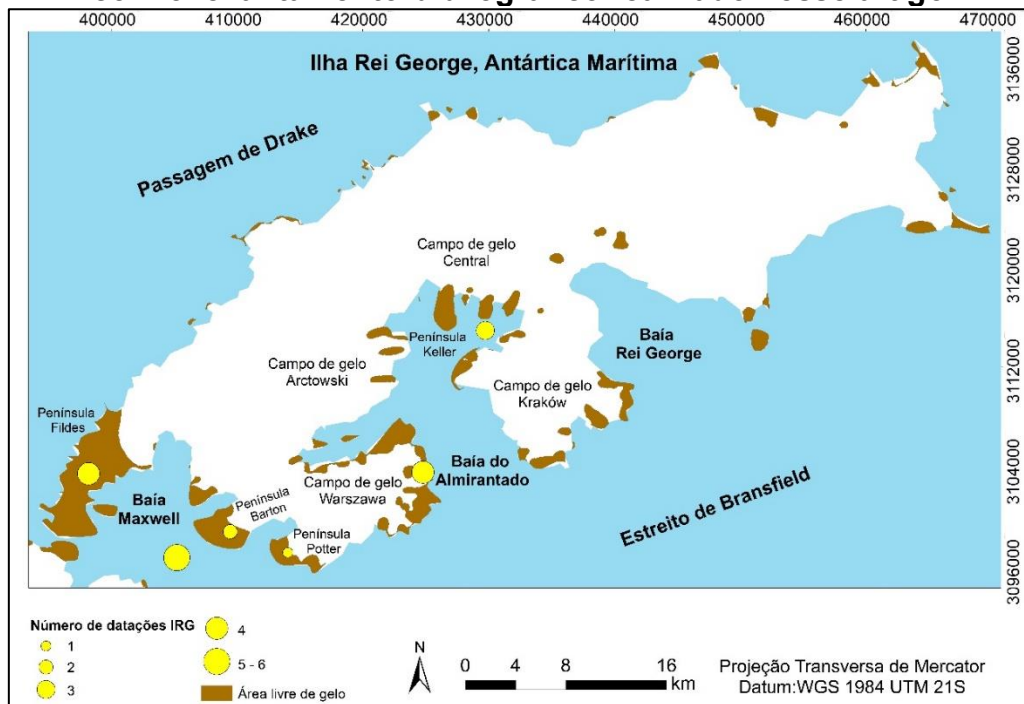 400000 410000 420000 430000 440000 450000 460000 470000
Ilha Rei George, Antártica Marítima
Passagem de Drake
Campo de gelo
Central
Península
Keller
Baía
Rei George
Campo de gelo
Arctowski
Campo de gelo
Kraków
Península
Fildes
Baía do
Almirantado
Campo de gelo
Warszawa
Baía
Maxwell
Península
Barton
Península
Potter
Estreito de Bransfield
3136000
3128000
3120000
3112000
3104000
3096000
Número de datações IRG
1
2
3
4
5 - 6
Área livre de gelo
N
0 4 8 16
km
Projeção Transversa de Mercator
Datum:WGS 1984 UTM 21S